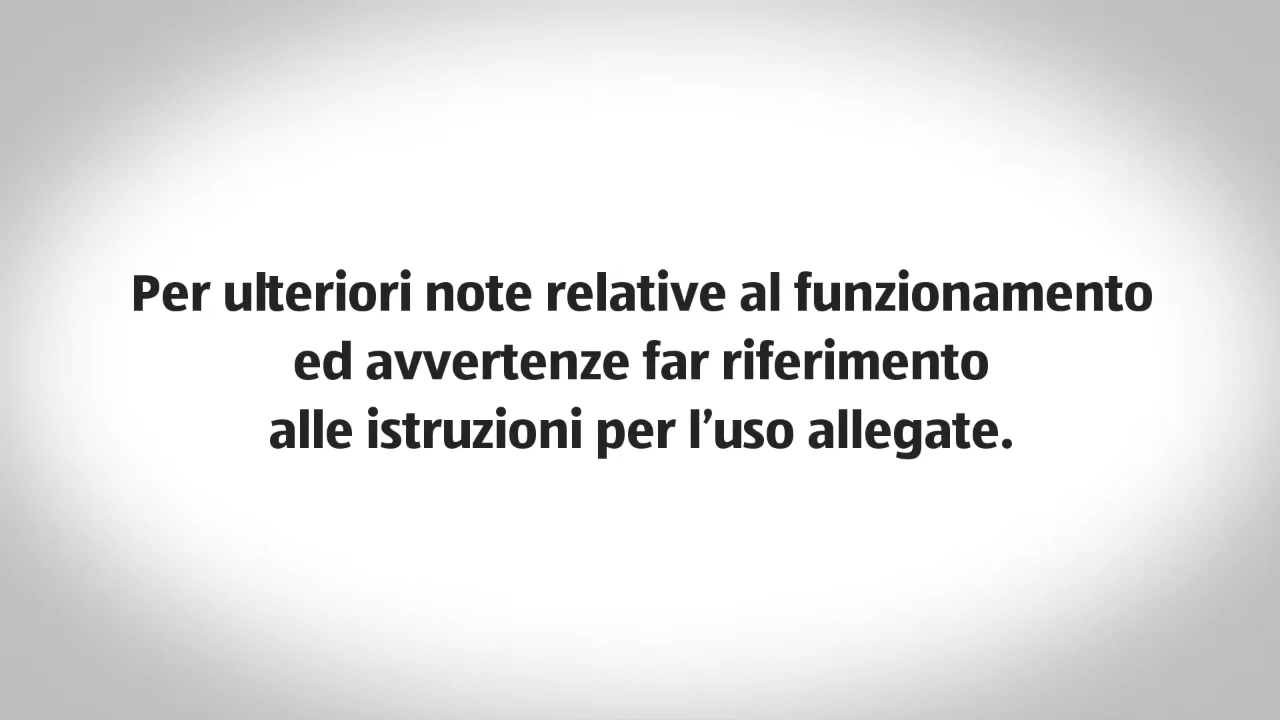 Per ulteriori note relative al funzionamento
ed avvertenze far riferimento
alle istruzioni per l’uso allegate.